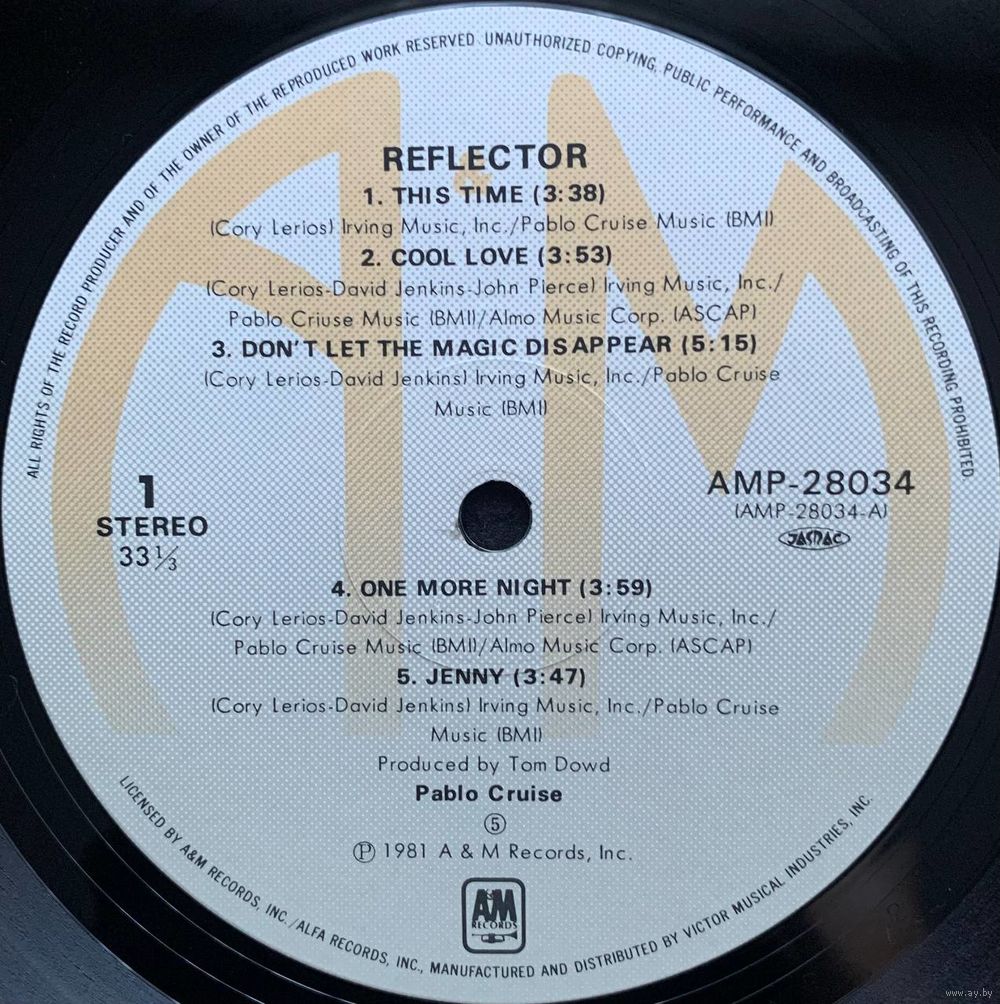 ALL RIGHTS OF THE RECORD PRODUCER AND OF THE OWNER OF THE REPRODUCED WORK RESERVED. UNAUTHORIZED COPYING, PUBLIC PERFORMANCE AND BROADCASTING OF THIS RECORDING PROHIBITED
REFLECTOR
1. THIS TIME (3:38)
(Cory Lerios) Irving Music, Inc./Pablo Cruise Music (BMI)
2. COOL LOVE (3:53)
(Cory Lerios-David Jenkins-John Pierce) Irving Music, Inc./
Pablo Criuse Music (BMI)/Almo Music Corp. (ASCAP)
3. DON'T LET THE MAGIC DISAPPEAR (5:15)
(Cory Lerios-David Jenkins) Irving Music, Inc./Pablo Cruise
Music (BMI)
1
STEREO
33 1/3
AMP-28034
(AMP-28034-A)
JASRAC
4. ONE MORE NIGHT (3:59)
(Cory Lerios-David Jenkins-John Pierce) Irving Music, Inc./
Pablo Cruise Music (BMI)/Almo Music Corp. (ASCAP)
5. JENNY (3:47)
(Cory Lerios-David Jenkins) Irving Music, Inc./Pablo Cruise
Music (BMI)
Produced by Tom Dowd
Pablo Cruise
⑤
Ⓟ 1981 A & M Records, Inc.
A&M
RECORDS
LICENSED BY A&M RECORDS, INC./ALFA RECORDS, INC., MANUFACTURED AND DISTRIBUTED BY VICTOR MUSICAL INDUSTRIES, INC.
www.ay.by